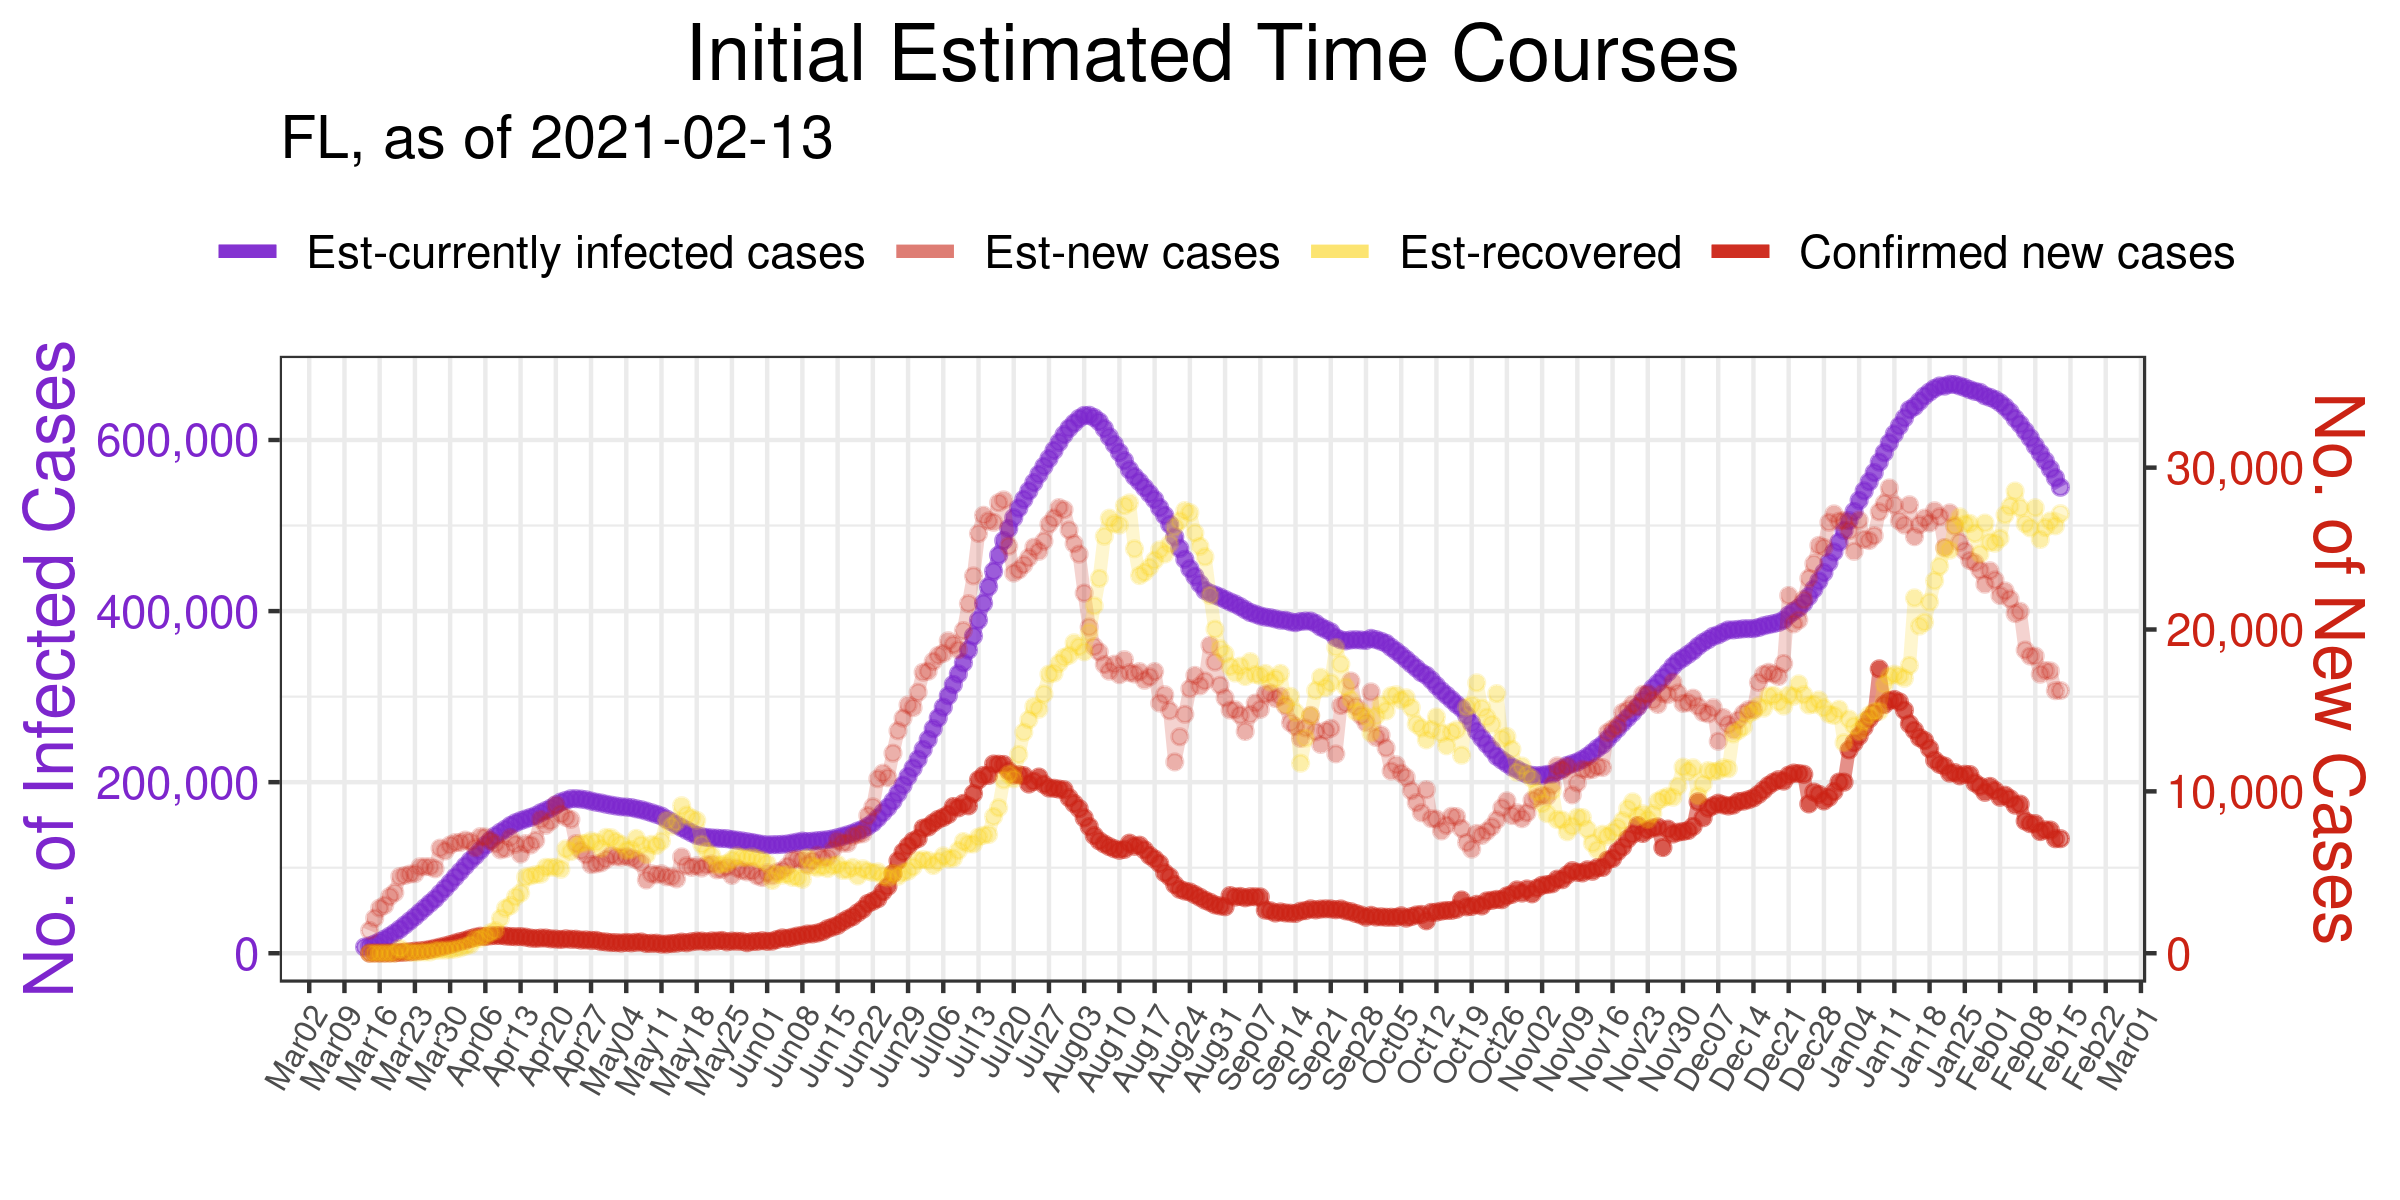 Initial Estimated Time Courses
FL, as of 2021-02-13
Est-currently infected cases Est-new cases Est-recovered Confirmed new cases
No. of Infected Cases
600,000
400,000
200,000
0
30,000
20,000
10,000
0
No. of New Cases
Mar02 Mar09 Mar16 Mar23 Mar30 Apr06 Apr13 Apr20 Apr27 May04 May11 May18 May25 Jun01 Jun08 Jun15 Jun22 Jun29 Jul06 Jul13 Jul20 Jul27 Aug03 Aug10 Aug17 Aug24 Aug31 Sep07 Sep14 Sep21 Sep28 Oct05 Oct12 Oct19 Oct26 Nov02 Nov09 Nov16 Nov23 Nov30 Dec07 Dec14 Dec21 Dec28 Jan04 Jan11 Jan18 Jan25 Feb01 Feb08 Feb15 Feb22 Mar01